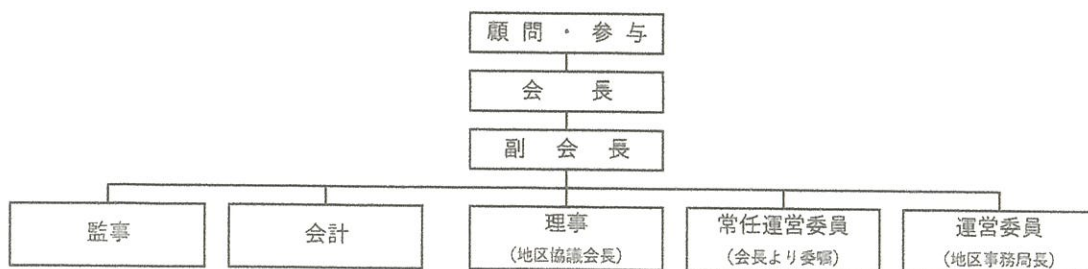 顧問・参与
会長
副会長
監事
会計
理事
(地区協議会長)
常任運営委員
(会長より委嘱)
運営委員
(地区事務局長)